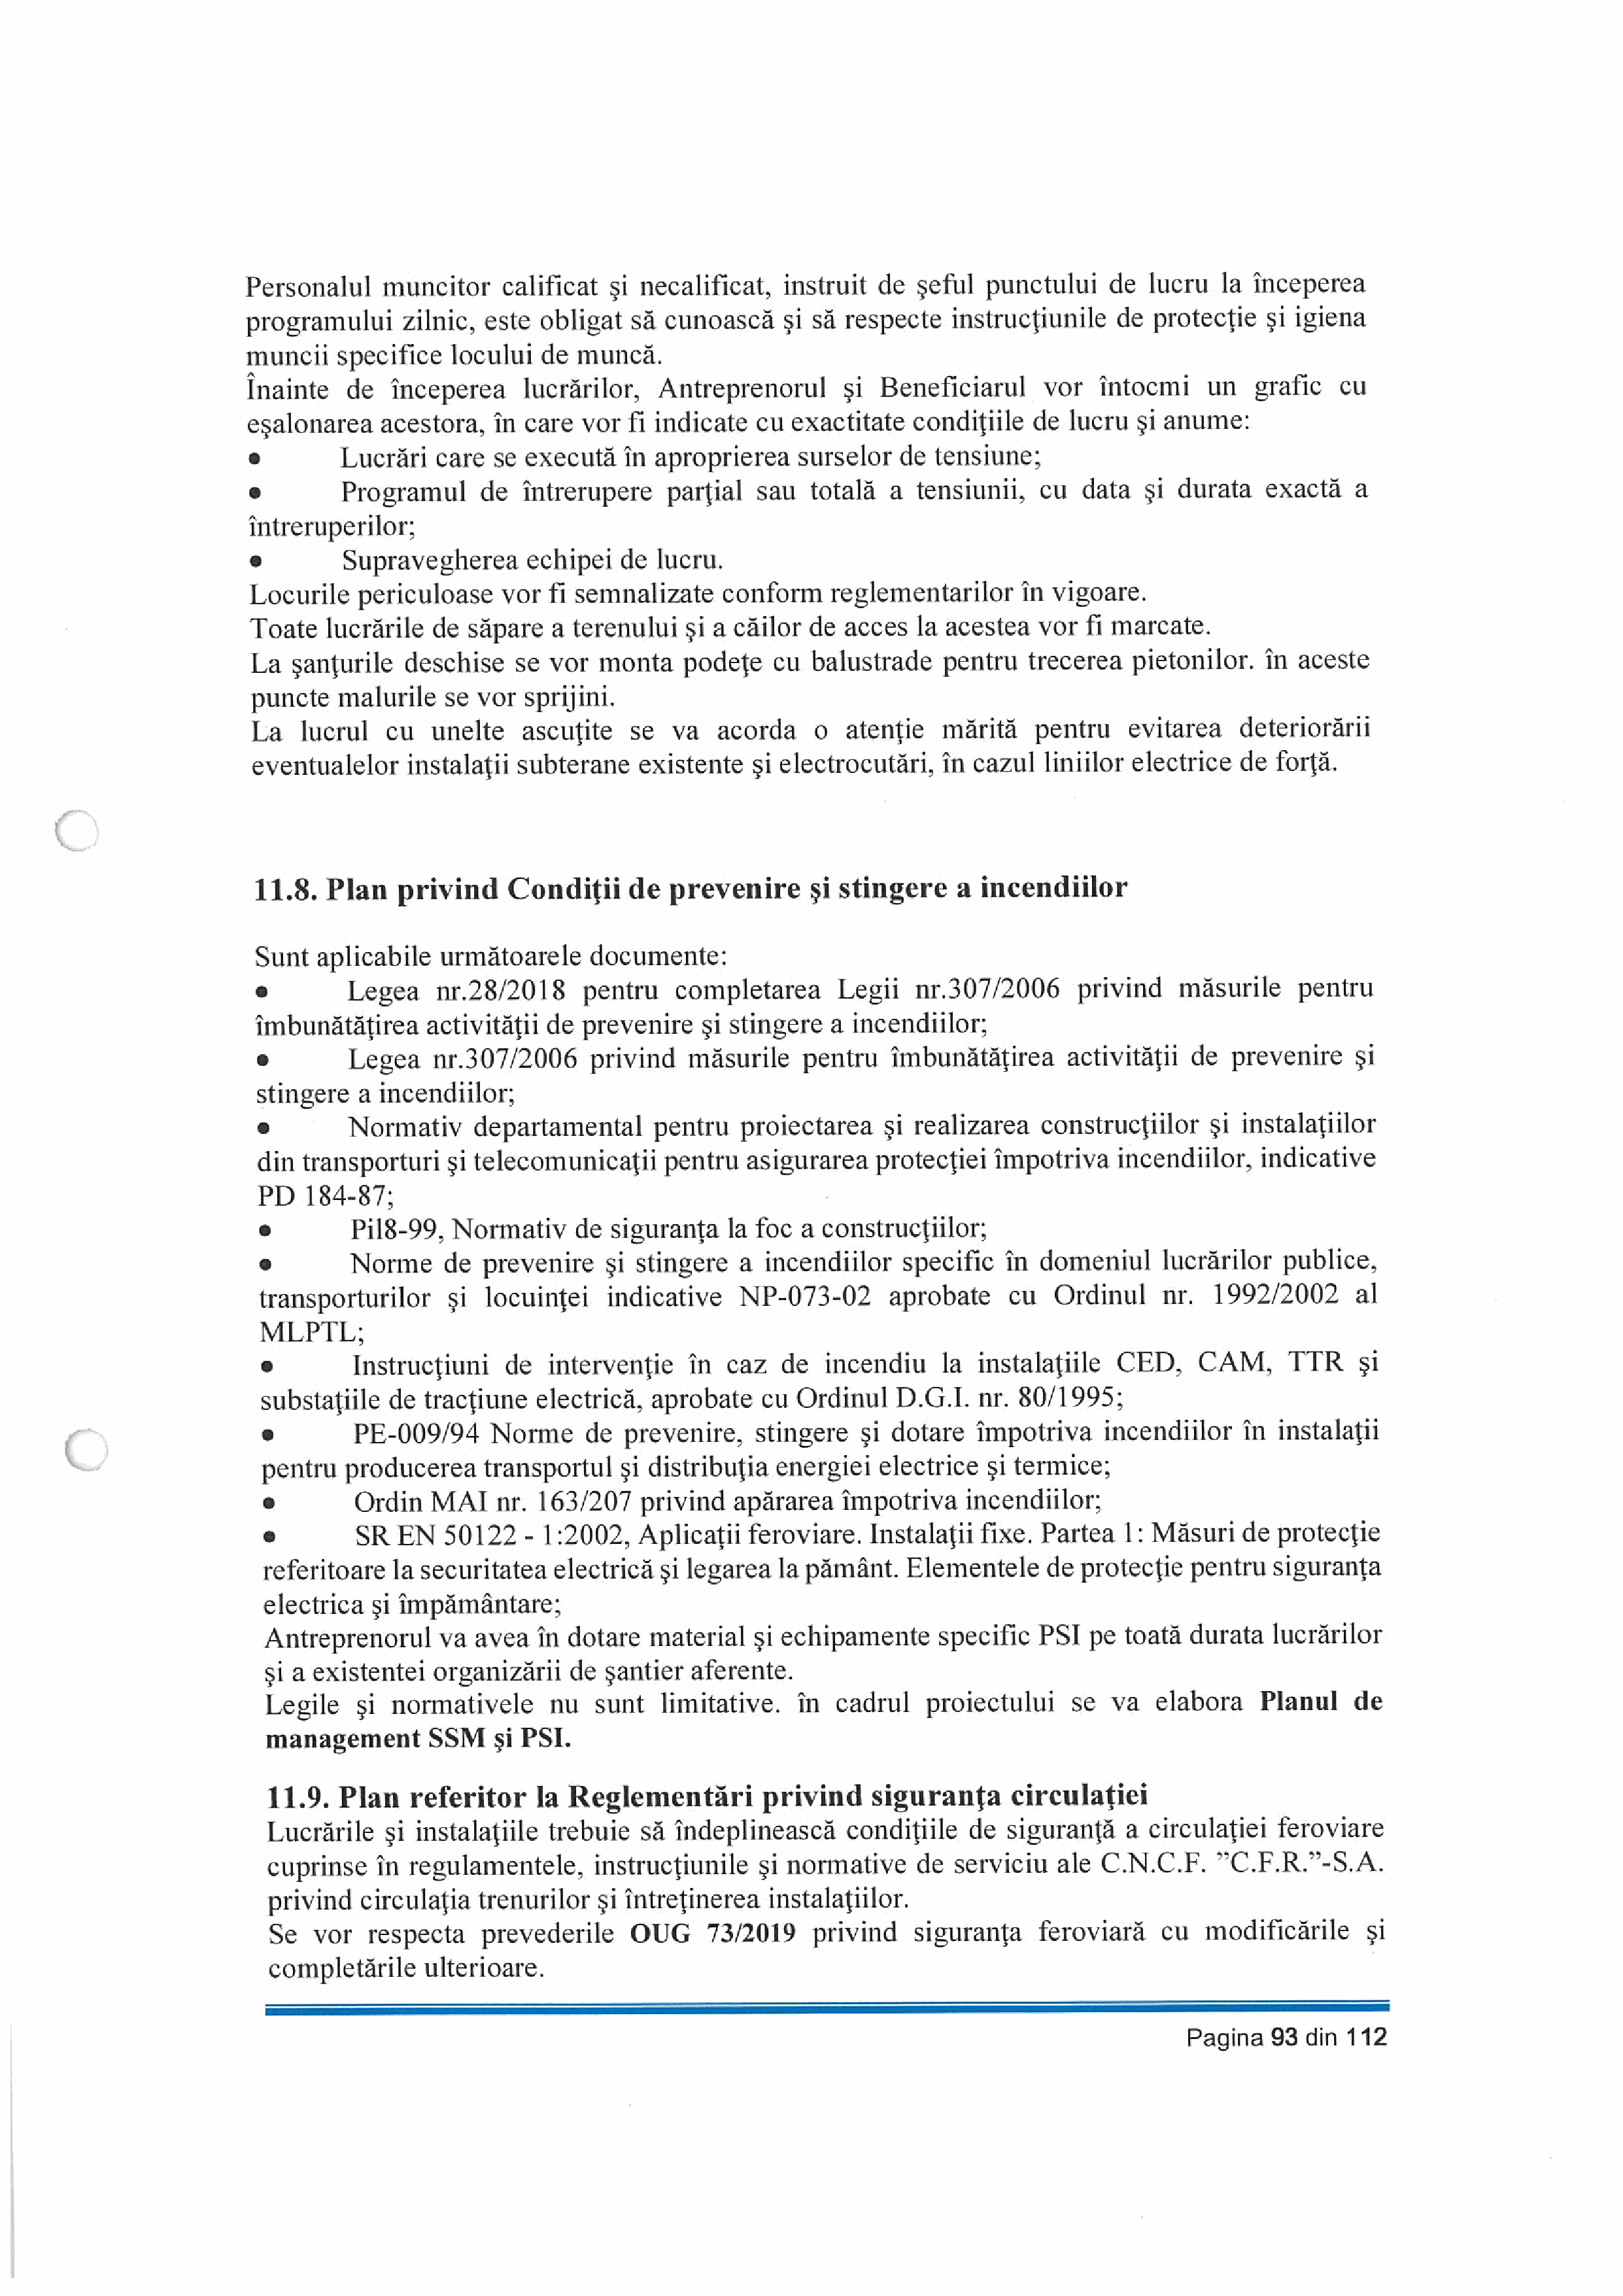 Personalul muncitor calificat şi necalificat, instruit de şeful punctului de lucru la începerea
programului zilnic, este obligat să cunoască şi să respecte instrucţiunile de protecţie şi igiena
muncii specifice locului de muncă.
Înainte de începerea lucrărilor, Antreprenorul şi Beneficiarul vor întocmi un grafic cu
eşalonarea acestora, în care vor fi indicate cu exactitate condiţiile de lucru şi anume:
• Lucrări care se execută în aproprierea surselor de tensiune;
• Programul de întrerupere parţial sau totală a tensiunii, cu data şi durata exactă a
întreruperilor;
• Supravegherea echipei de lucru.
Locurile periculoase vor fi semnalizate conform reglementarilor în vigoare.
Toate lucrările de săpare a terenului şi a căilor de acces la acestea vor fi marcate.
La şanţurile deschise se vor monta podeţe cu balustrade pentru trecerea pietonilor. în aceste
puncte malurile se vor sprijini.
La lucrul cu unelte ascuţite se va acorda o atenţie mărită pentru evitarea deteriorării
eventualelor instalaţii subterane existente şi electrocutări, în cazul liniilor electrice de forţă.
11.8. Plan privind Condiţii de prevenire şi stingere a incendiilor
Sunt aplicabile următoarele documente:
• Legea nr.28/2018 pentru completarea Legii nr.307/2006 privind măsurile pentru
îmbunătăţirea activităţii de prevenire şi stingere a incendiilor;
• Legea nr.307/2006 privind măsurile pentru îmbunătăţirea activităţii de prevenire şi
stingere a incendiilor;
• Normativ departamental pentru proiectarea şi realizarea construcţiilor şi instalaţiilor
din transporturi şi telecomunicaţii pentru asigurarea protecţiei împotriva incendiilor, indicative
PD 184-87;
• Pil8-99, Normativ de siguranţa la foc a construcţiilor;
• Norme de prevenire şi stingere a incendiilor specific în domeniul lucrărilor publice,
transporturilor şi locuinţei indicative NP-073-02 aprobate cu Ordinul nr. 1992/2002 al
MLPTL;
• Instrucţiuni de intervenţie în caz de incendiu la instalaţiile CED, CAM, TTR şi
substaţiile de tracţiune electrică, aprobate cu Ordinul D.G.I. nr. 80/1995;
• PE-009/94 Norme de prevenire, stingere şi dotare împotriva incendiilor în instalaţii
pentru producerea transportul şi distribuţia energiei electrice şi termice;
• Ordin MAI nr. 163/207 privind apărarea împotriva incendiilor;
• SR EN 50122 - 1:2002, Aplicaţii feroviare. Instalaţii fixe. Partea 1: Măsuri de protecţie
referitoare la securitatea electrică şi legarea la pământ. Elementele de protecţie pentru siguranţa
electrica şi împământare;
Antreprenorul va avea în dotare material şi echipamente specific PSI pe toată durata lucrărilor
şi a existentei organizării de şantier aferente.
Legile şi normativele nu sunt limitative. în cadrul proiectului se va elabora Planul de
management SSM şi PSI.
11.9. Plan referitor la Reglementări privind siguranţa circulaţiei
Lucrările şi instalaţiile trebuie să îndeplinească condiţiile de siguranţă a circulaţiei feroviare
cuprinse în regulamentele, instrucţiunile şi normative de serviciu ale C.N.C.F. ”C.F.R.”-S.A.
privind circulaţia trenurilor şi întreţinerea instalaţiilor.
Se vor respecta prevederile OUG 73/2019 privind siguranţa feroviară cu modificările şi
completările ulterioare.
Pagina 93 din 112